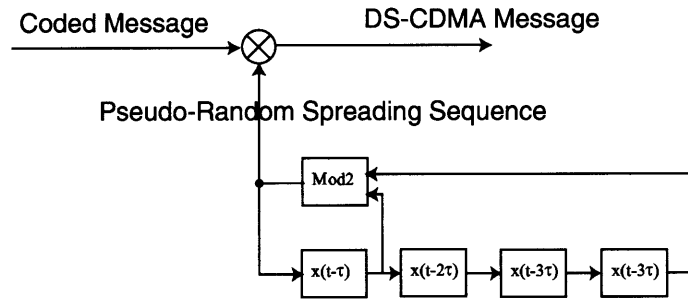 Coded Message
DS-CDMA Message
Pseudo-Random Spreading Sequence
Mod2
x(t-τ)
x(t-2τ)
x(t-3τ)
x(t-3τ)